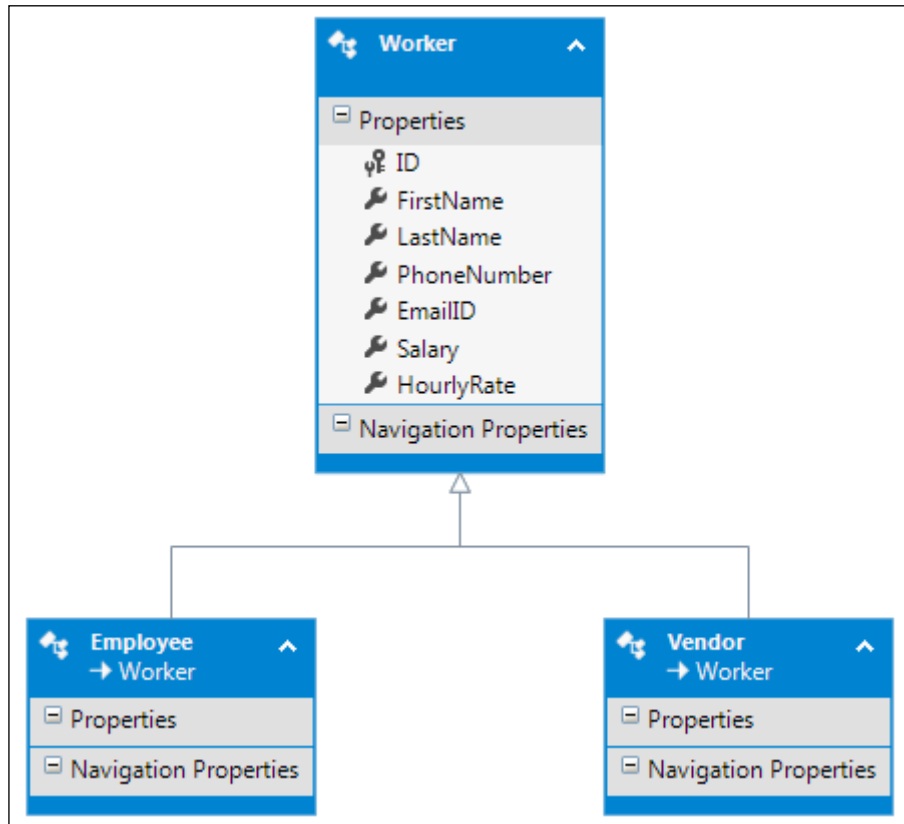 Worker
Properties
ID
FirstName
LastName
PhoneNumber
EmailID
Salary
HourlyRate
Navigation Properties
Employee
→ Worker
Properties
Navigation Properties
Vendor
→ Worker
Properties
Navigation Properties